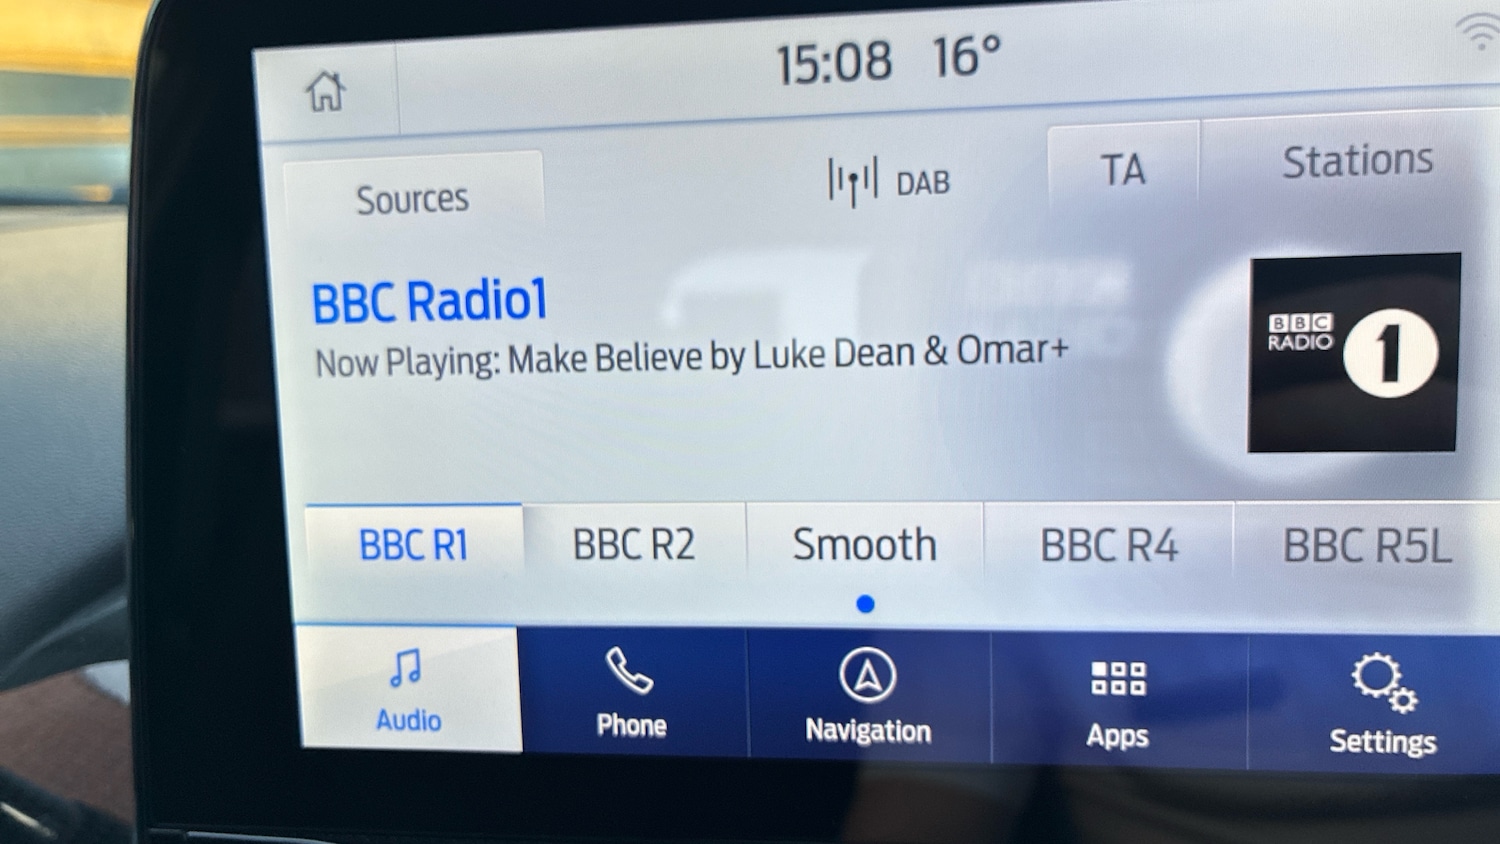 15:08 16°
Sources
DAB
TA
Stations
BBC Radio1
Now Playing: Make Believe by Luke Dean & Omar+
BBC
RADIO
1
BBC R1
BBC R2
Smooth
BBC R4
BBC R5L
Audio
Phone
Navigation
Apps
Settings